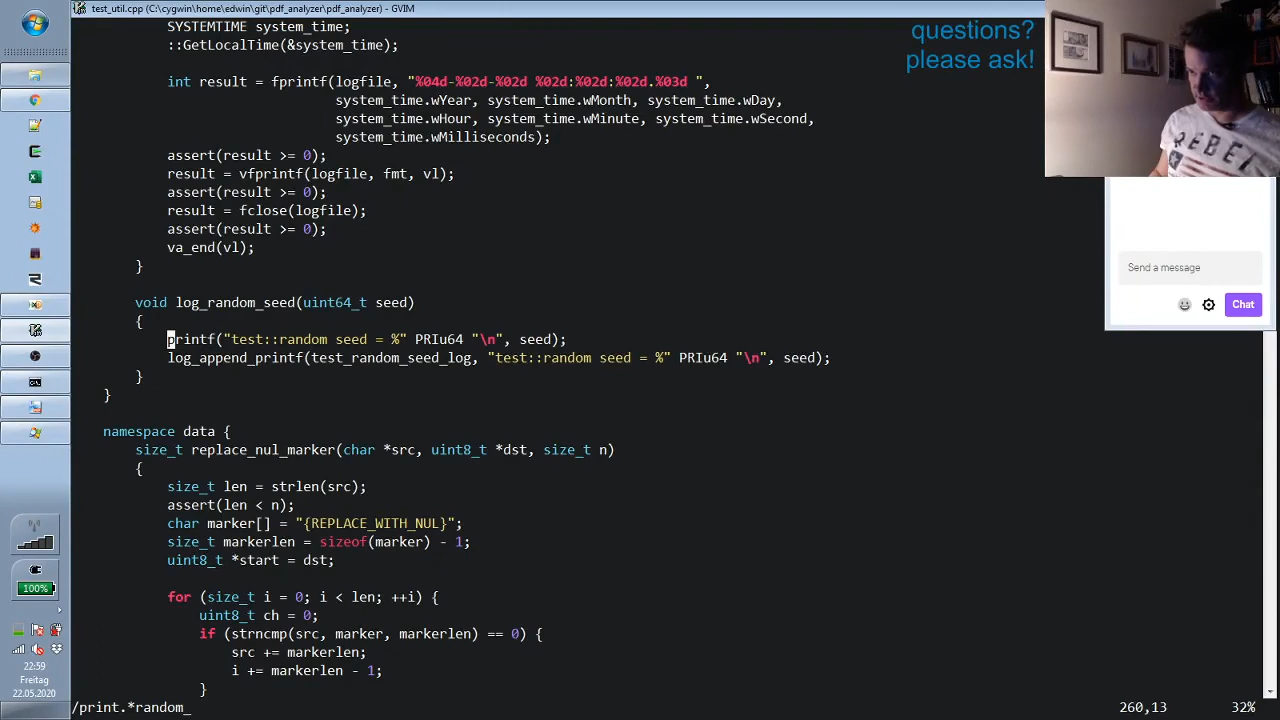 test_util.cpp (C:\cygwin\home\edwin\git\pdf_analyzer\pdf_analyzer) - GVIM
SYSTEMTIME system_time;
::GetLocalTime(&system_time);
int result = fprintf(logfile, "%04d-%02d-%02d %02d:%02d:%02d.%03d ",
system_time.wYear, system_time.wMonth, system_time.wDay,
system_time.wHour, system_time.wMinute, system_time.wSecond,
system_time.wMilliseconds);
assert(result >= 0);
result = vfprintf(logfile, fmt, vl);
assert(result >= 0);
result = fclose(logfile);
assert(result >= 0);
va_end(vl);
}
void log_random_seed(uint64_t seed)
{
printf("test::random seed = %" PRIu64 "\n", seed);
log_append_printf(test_random_seed_log, "test::random seed = %" PRIu64 "\n", seed);
}
}
namespace data {
size_t replace_nul_marker(char *src, uint8_t *dst, size_t n)
{
size_t len = strlen(src);
assert(len < n);
char marker[] = "{REPLACE_WITH_NUL}";
size_t markerlen = sizeof(marker) - 1;
uint8_t *start = dst;
for (size_t i = 0; i < len; ++i) {
uint8_t ch = 0;
if (strncmp(src, marker, markerlen) == 0) {
src += markerlen;
i += markerlen - 1;
}
/print.*random_
260,13
32%
questions?
please ask!
REBEL
Send a message
Chat
100%
22:59
Freitag
22.05.2020